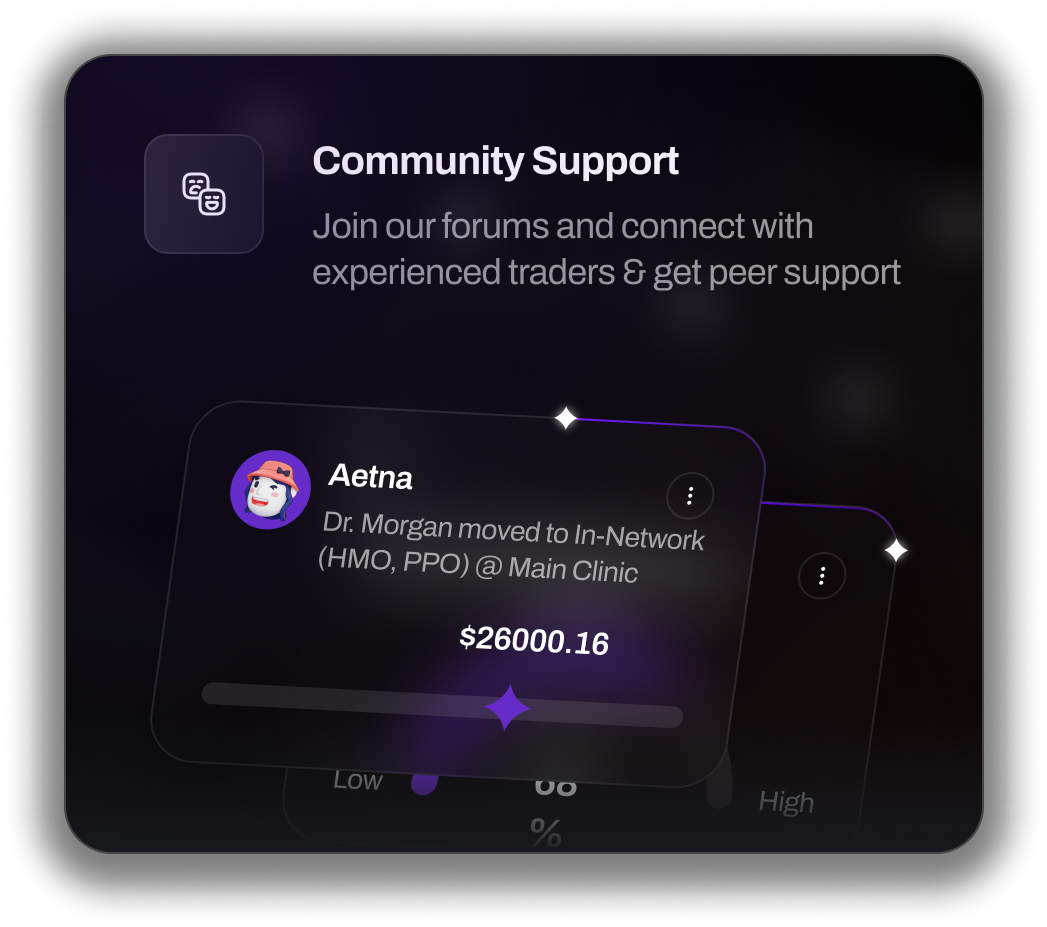 Community Support
Join our forums and connect with
experienced traders & get peer support
Aetna
Dr. Morgan moved to In-Network
(HMO, PPO) @ Main Clinic
$26000.16
Low
68
%
High